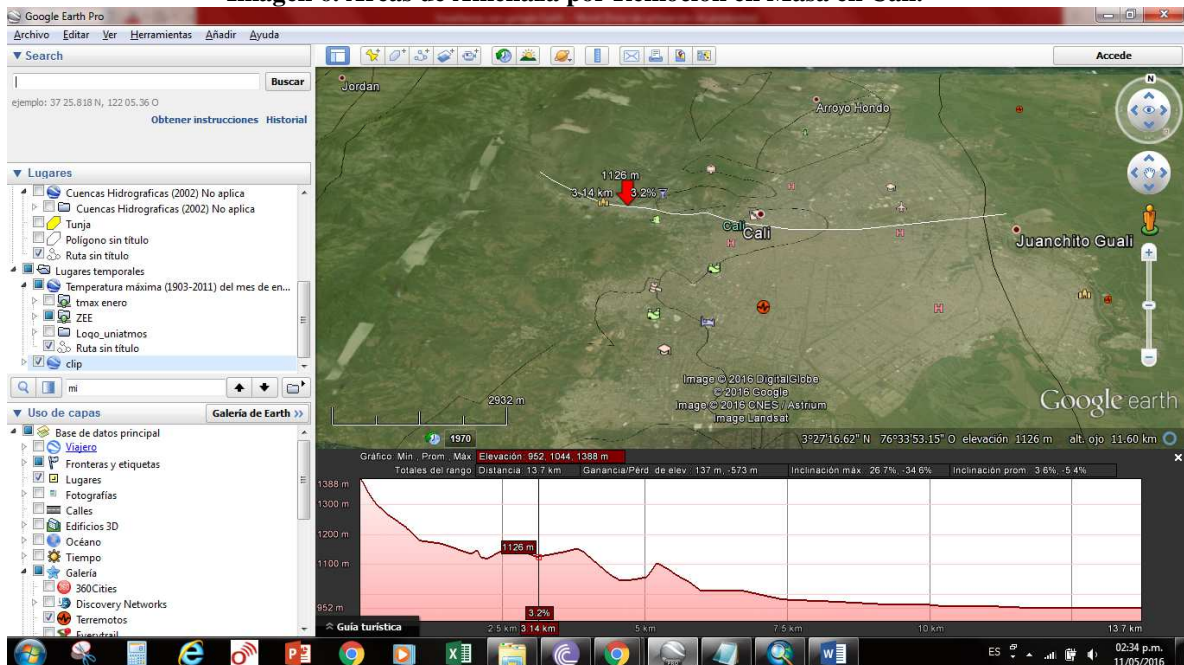 Imagen 6. Áreas de Amenaza por Remoción en Masa en Cali.
Google Earth Pro
Archivo Editar Ver Herramientas Añadir Ayuda
▼ Search
Buscar
ejemplo: 37 25.818 N, 122 05.36 O
Obtener instrucciones Historial
▼ Lugares
Cuencas Hidrograficas (2002) No aplica
Cuencas Hidrograficas (2002) No aplica
Tunja
Polígono sin título
Ruta sin título
Lugares temporales
Temperatura máxima (1903-2011) del mes de en...
tmax enero
ZEE
Logo_uniatmos
Ruta sin título
clip
mi
▼ Uso de capas Galería de Earth >>
Base de datos principal
Viajero
Fronteras y etiquetas
Lugares
Fotografías
Calles
Edificios 3D
Océano
Tiempo
Galería
360Cities
Discovery Networks
Terremotos
Everytrail
Accede
Jordan
Arroyo Hondo
N
1126 m
3.14 km 3.2%
Cali
Cali
Juanchito Guali
Image © 2016 DigitalGlobe
© 2016 Google
Image © 2016 CNES / Astrium
Image Landsat
Google earth
2932 m
1970
3°27'16.62" N 76°33'53.15" O elevación 1126 m alt. ojo 11.60 km
Gráfico: Mín., Prom., Máx. Elevación: 952, 1044, 1388 m
Totales del rango: Distancia: 13.7 km Ganancia/Pérd. de elev.: 137 m, -573 m Inclinación máx.: 26.7%, -34.6% Inclinación prom.: 3.6%, -5.4%
1388 m
1300 m
1200 m
1126 m
1100 m
952 m
3.2%
Guía turística
2.5 km 3.14 km 5 km 7.5 km 10 km 13.7 km
ES 02:34 p.m.
11/05/2016